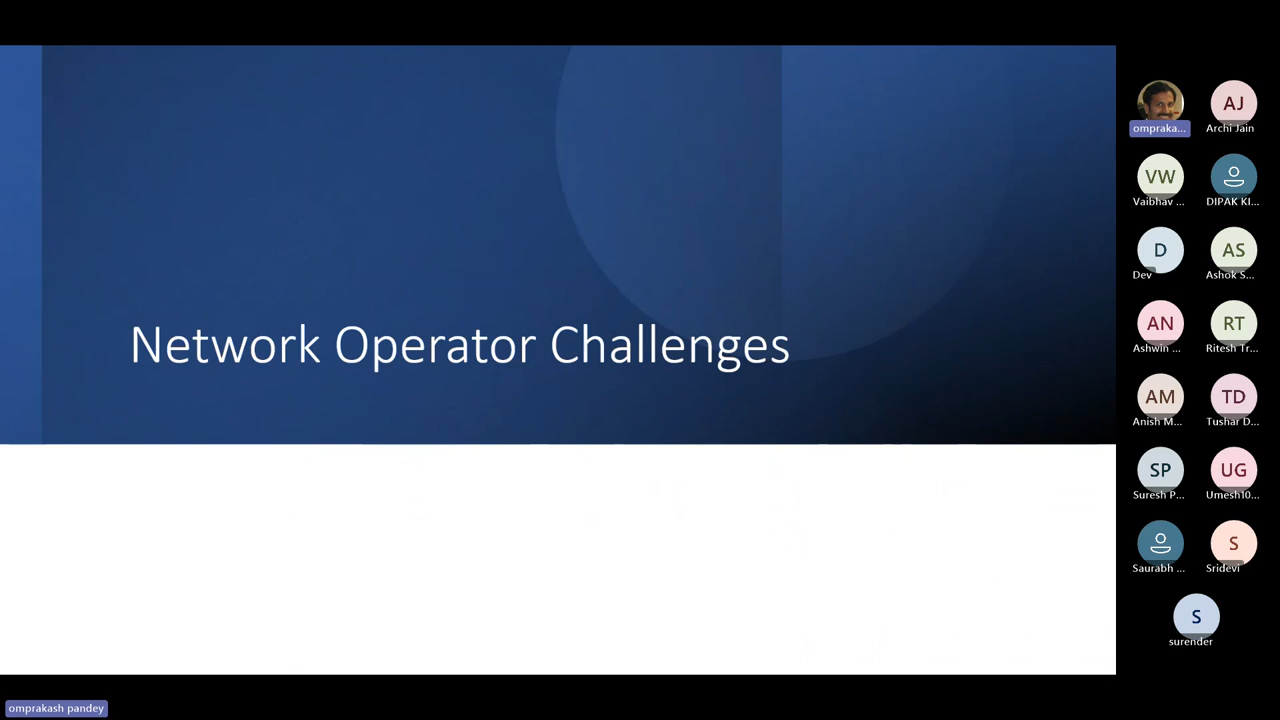 Network Operator Challenges
ompraka...
AJ
Archi Jain
VW
Vaibhav ...
DIPAK KI...
D
Dev
AS
Ashok S...
AN
Ashwin ...
RT
Ritesh Tr...
AM
Anish M...
TD
Tushar D...
SP
Suresh P...
UG
Umesh10...
Saurabh ...
S
Sridevi
S
surender
omprakash pandey